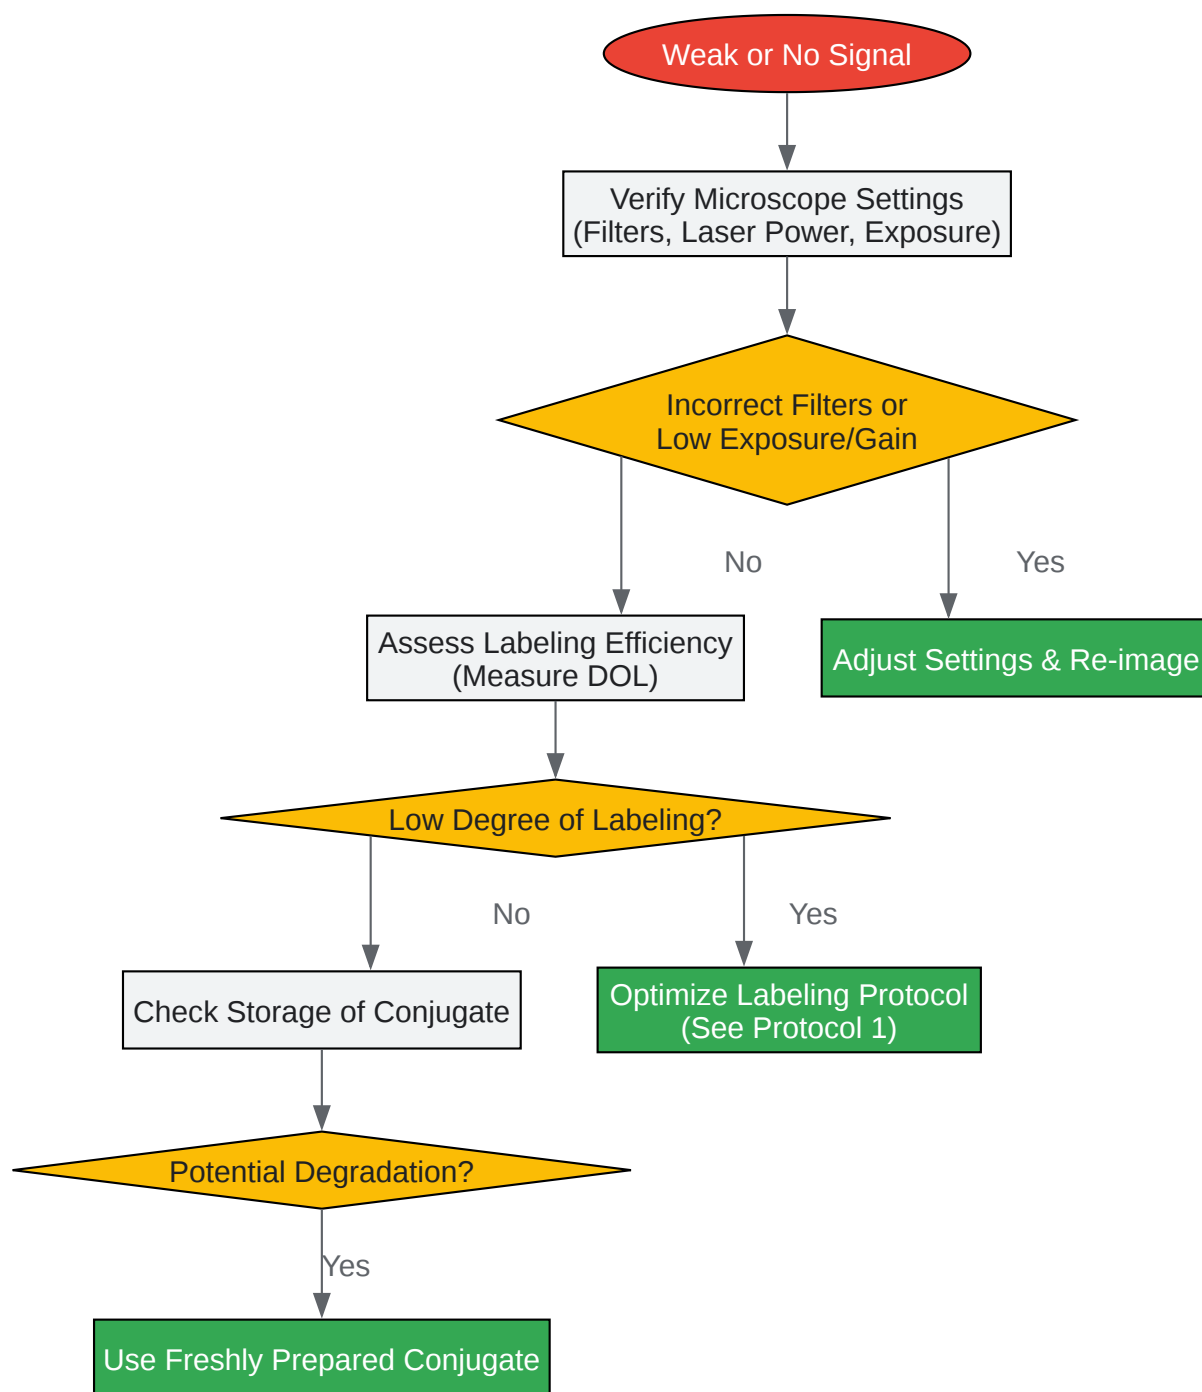 Weak or No Signal
Verify Microscope Settings
(Filters, Laser Power, Exposure)
Incorrect Filters or
Low Exposure/Gain
No
Yes
Assess Labeling Efficiency
(Measure DOL)
Adjust Settings & Re-image
Low Degree of Labeling?
No
Yes
Check Storage of Conjugate
Optimize Labeling Protocol
(See Protocol 1)
Potential Degradation?
Yes
Use Freshly Prepared Conjugate